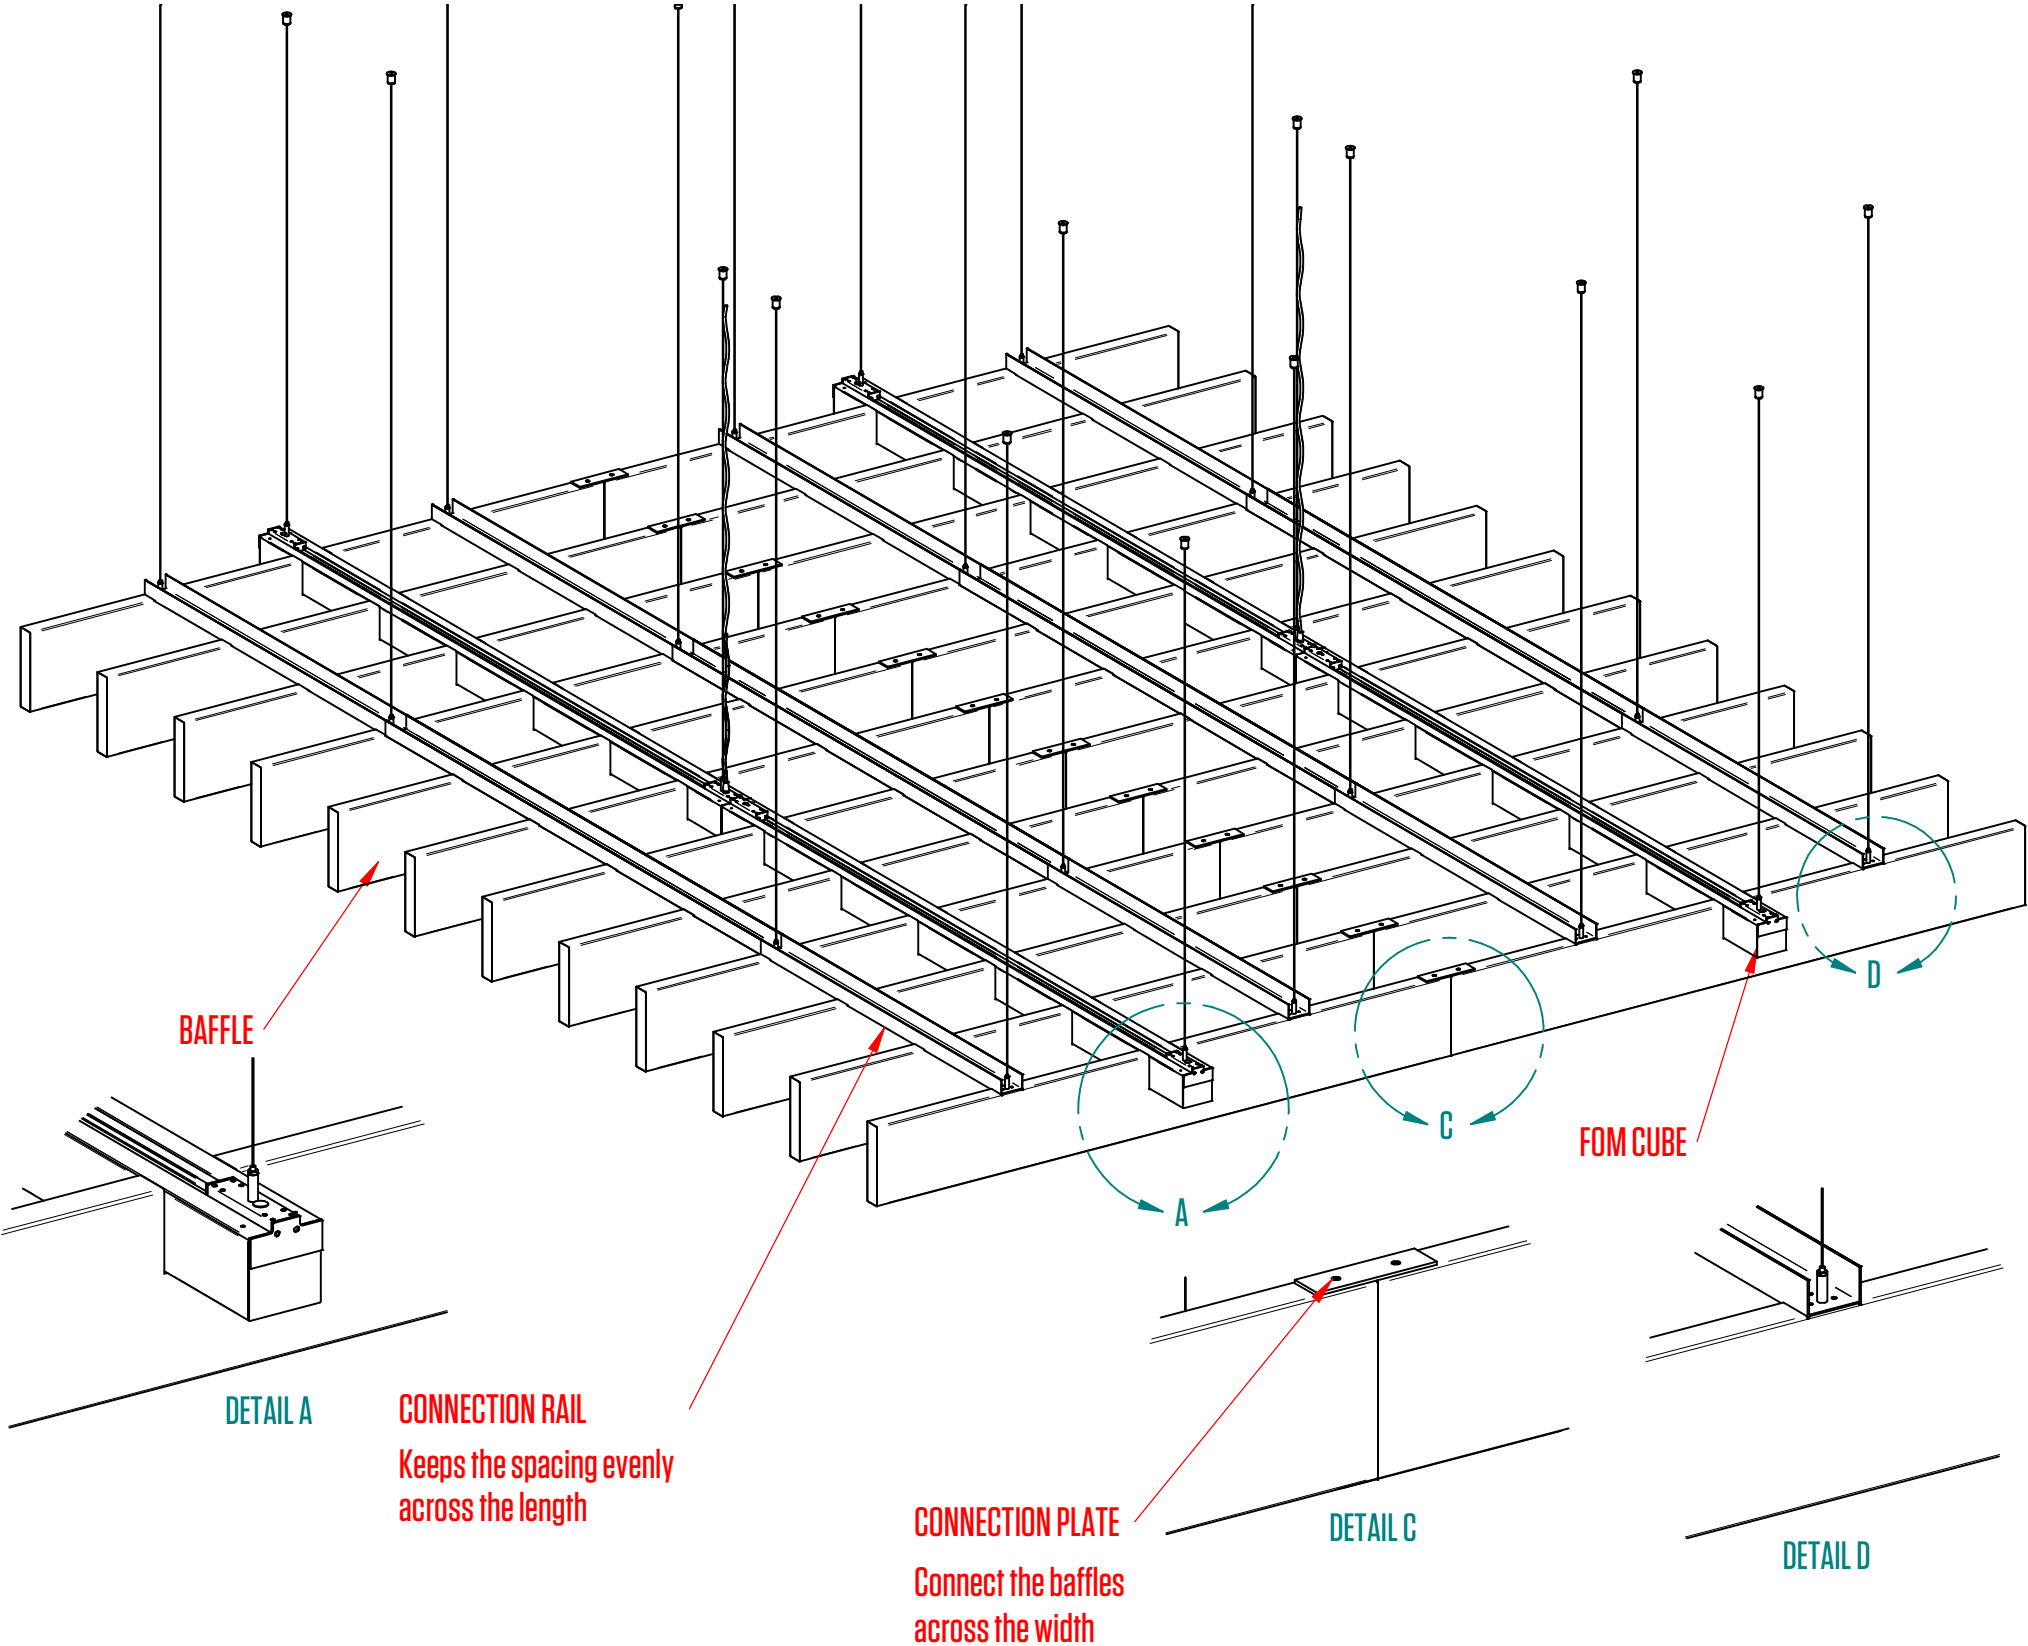 D
BAFFLE
C
FOM CUBE
A
DETAIL A
CONNECTION RAIL
Keeps the spacing evenly
across the length
CONNECTION PLATE
Connect the baffles
across the width
DETAIL C
DETAIL D